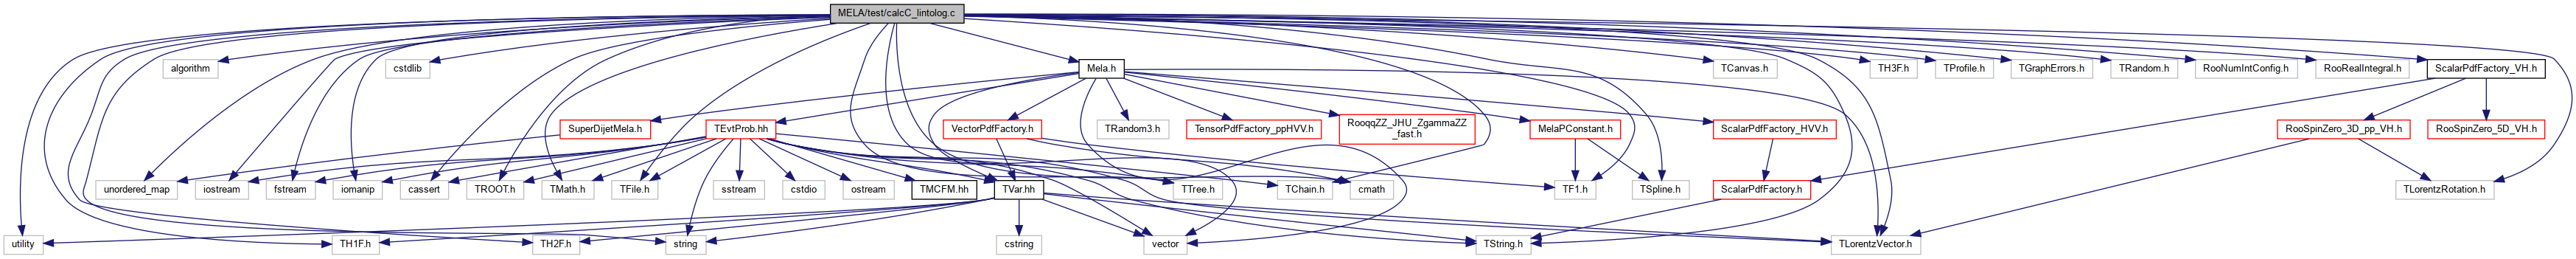 MELA/test/calcC_lintolog.c
algorithm
cstdlib
Mela.h
TCanvas.h
TH3F.h
TProfile.h
TGraphErrors.h
TRandom.h
RooNumIntConfig.h
RooRealIntegral.h
ScalarPdfFactory_VH.h
SuperDijetMela.h
TEvtProb.hh
VectorPdfFactory.h
TRandom3.h
TensorPdfFactory_ppHVV.h
RooqqZZ_JHU_ZgammaZZ
_fast.h
MelaPConstant.h
ScalarPdfFactory_HVV.h
RooSpinZero_3D_pp_VH.h
RooSpinZero_5D_VH.h
unordered_map
iostream
fstream
iomanip
cassert
TROOT.h
TMath.h
TFile.h
sstream
cstdio
ostream
TMCFM.hh
TVar.hh
TTree.h
TChain.h
cmath
TF1.h
TSpline.h
ScalarPdfFactory.h
TLorentzRotation.h
utility
TH1F.h
TH2F.h
string
cstring
vector
TString.h
TLorentzVector.h